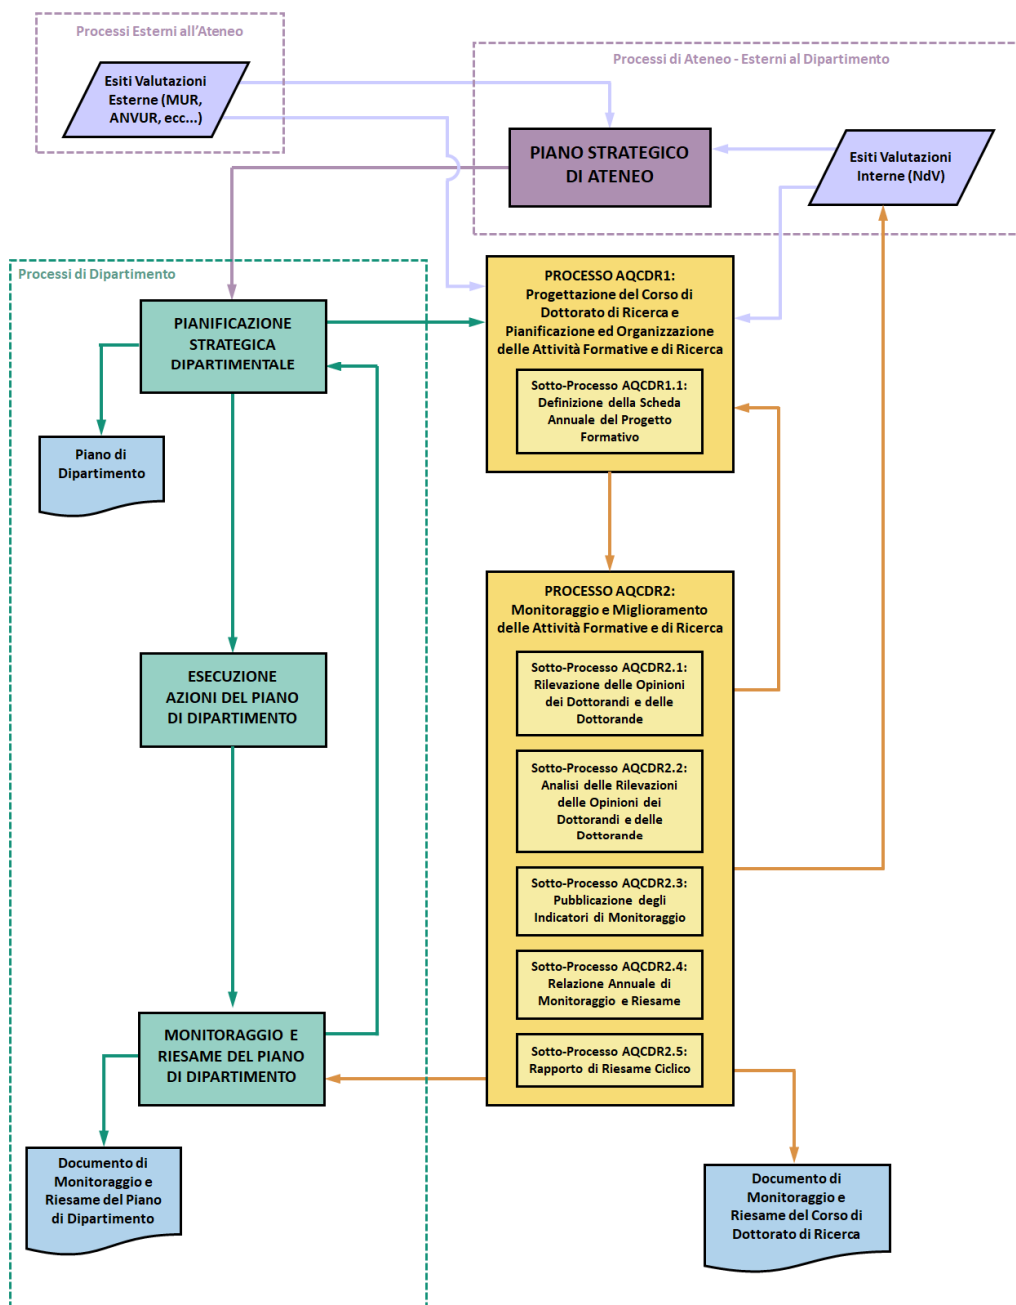 Processi Esterni all'Ateneo
Esiti Valutazioni
Esterne (MUR,
ANVUR, ecc...)
Processi di Ateneo - Esterni al Dipartimento
PIANO STRATEGICO
DI ATENEO
Esiti Valutazioni
Interne (NdV)
Processi di Dipartimento
PIANIFICAZIONE
STRATEGICA
DIPARTIMENTALE
Piano di
Dipartimento
ESECUZIONE
AZIONI DEL PIANO
DI DIPARTIMENTO
MONITORAGGIO E
RIESAME DEL PIANO
DI DIPARTIMENTO
Documento di
Monitoraggio e
Riesame del Piano
di Dipartimento
PROCESSO AQCDR1:
Progettazione del Corso di
Dottorato di Ricerca e
Pianificazione ed Organizzazione
delle Attività Formative e di Ricerca
Sotto-Processo AQCDR1.1:
Definizione della Scheda
Annuale del Progetto
Formativo
PROCESSO AQCDR2:
Monitoraggio e Miglioramento
delle Attività Formative e di Ricerca
Sotto-Processo AQCDR2.1:
Rilevazione delle Opinioni
dei Dottorandi e delle
Dottorande
Sotto-Processo AQCDR2.2:
Analisi delle Rilevazioni
delle Opinioni dei
Dottorandi e delle
Dottorande
Sotto-Processo AQCDR2.3:
Pubblicazione degli
Indicatori di Monitoraggio
Sotto-Processo AQCDR2.4:
Relazione Annuale di
Monitoraggio e Riesame
Sotto-Processo AQCDR2.5:
Rapporto di Riesame Ciclico
Documento di
Monitoraggio e
Riesame del Corso di
Dottorato di Ricerca